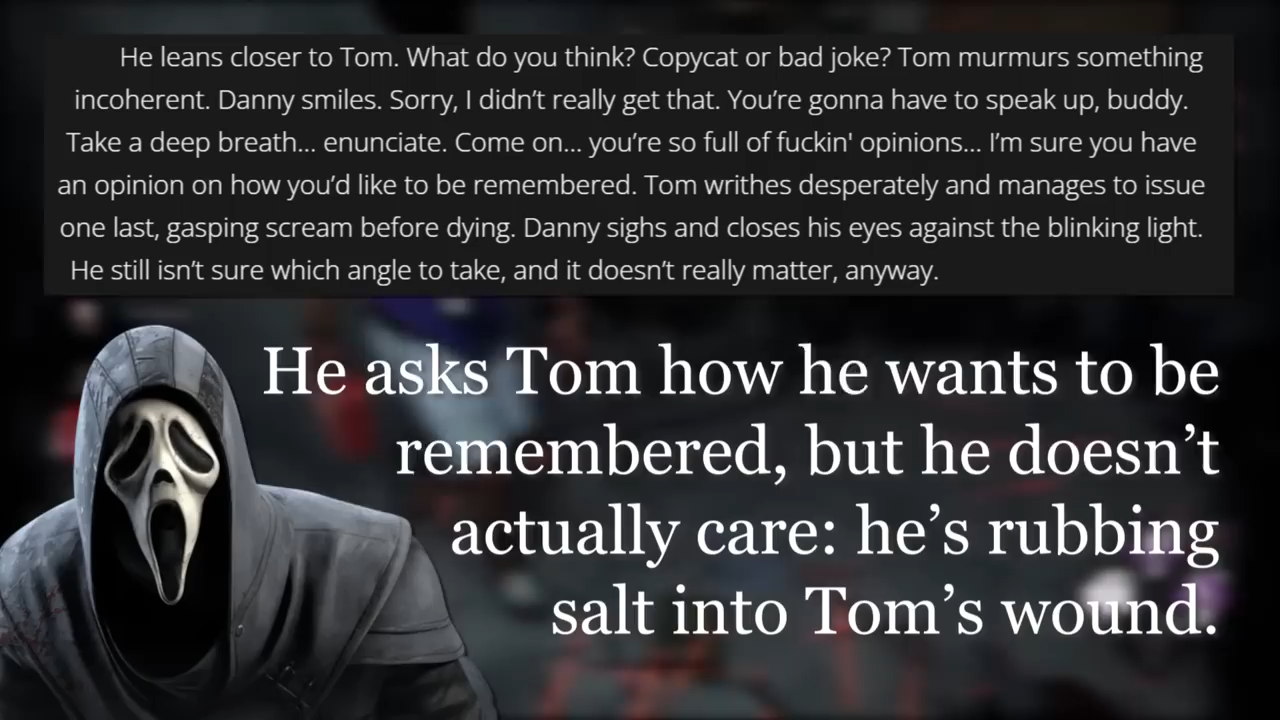 He leans closer to Tom. What do you think? Copycat or bad joke? Tom murmurs something
incoherent. Danny smiles. Sorry, I didn’t really get that. You’re gonna have to speak up, buddy.
Take a deep breath... enunciate. Come on... you’re so full of fuckin' opinions... I’m sure you have
an opinion on how you’d like to be remembered. Tom writhes desperately and manages to issue
one last, gasping scream before dying. Danny sighs and closes his eyes against the blinking light.
He still isn’t sure which angle to take, and it doesn’t really matter, anyway.
He asks Tom how he wants to be
remembered, but he doesn’t
actually care: he’s rubbing
salt into Tom’s wound.